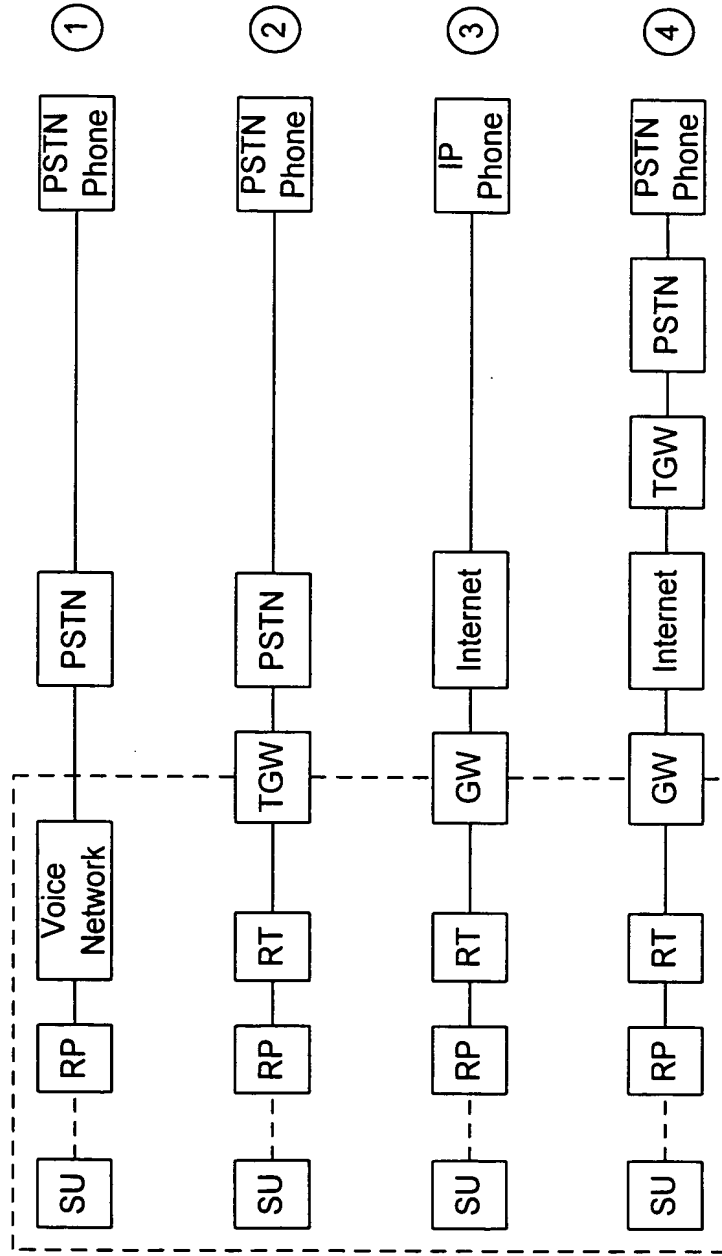 SU
RP
Voice
Network
PSTN
PSTN
Phone
1
SU
RP
RT
TGW
PSTN
PSTN
Phone
2
SU
RP
RT
GW
Internet
IP
Phone
3
SU
RP
RT
GW
Internet
TGW
PSTN
PSTN
Phone
4